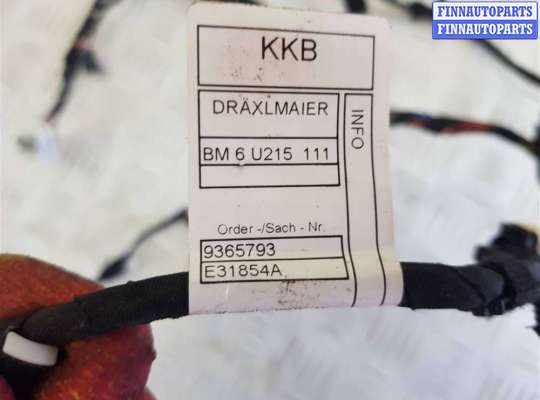 FINNAUTOPARTS
FINNAUTOPARTS
KKB
DRÄXLMAIER
INFO
BM 6 U215 111
Order -/Sach - Nr.
9365793
E31854A